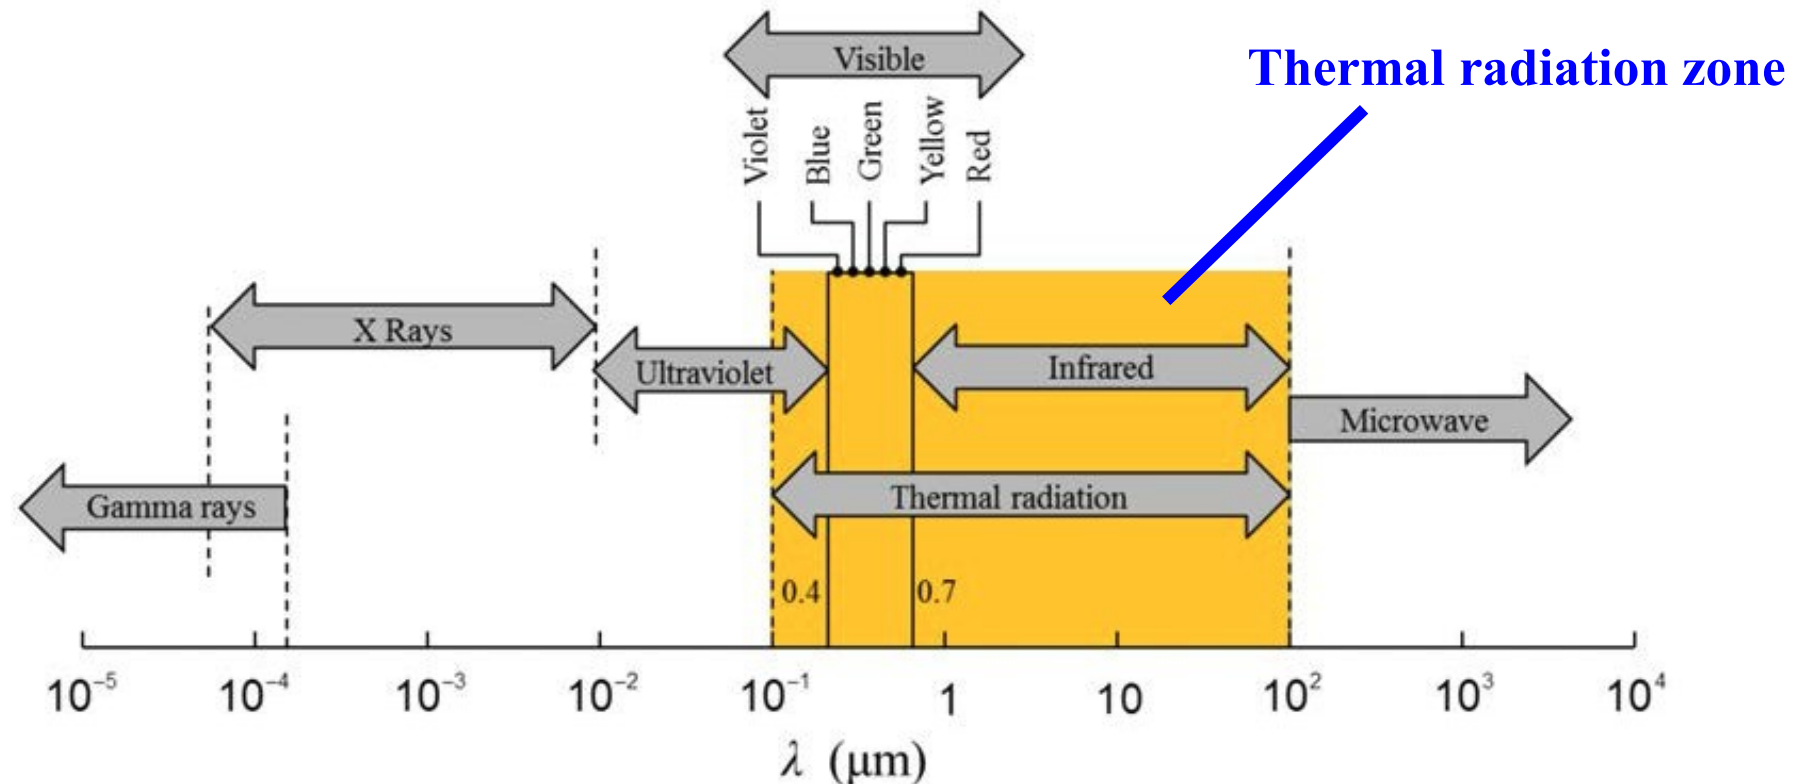 Visible
Thermal radiation zone
Violet
Blue
Green
Yellow
Red
X Rays
Ultraviolet
Infrared
Microwave
Gamma rays
Thermal radiation
0.4
0.7
10⁻⁵ 10⁻⁴ 10⁻³ 10⁻² 10⁻¹ 1 10 10² 10³ 10⁴
λ (μm)